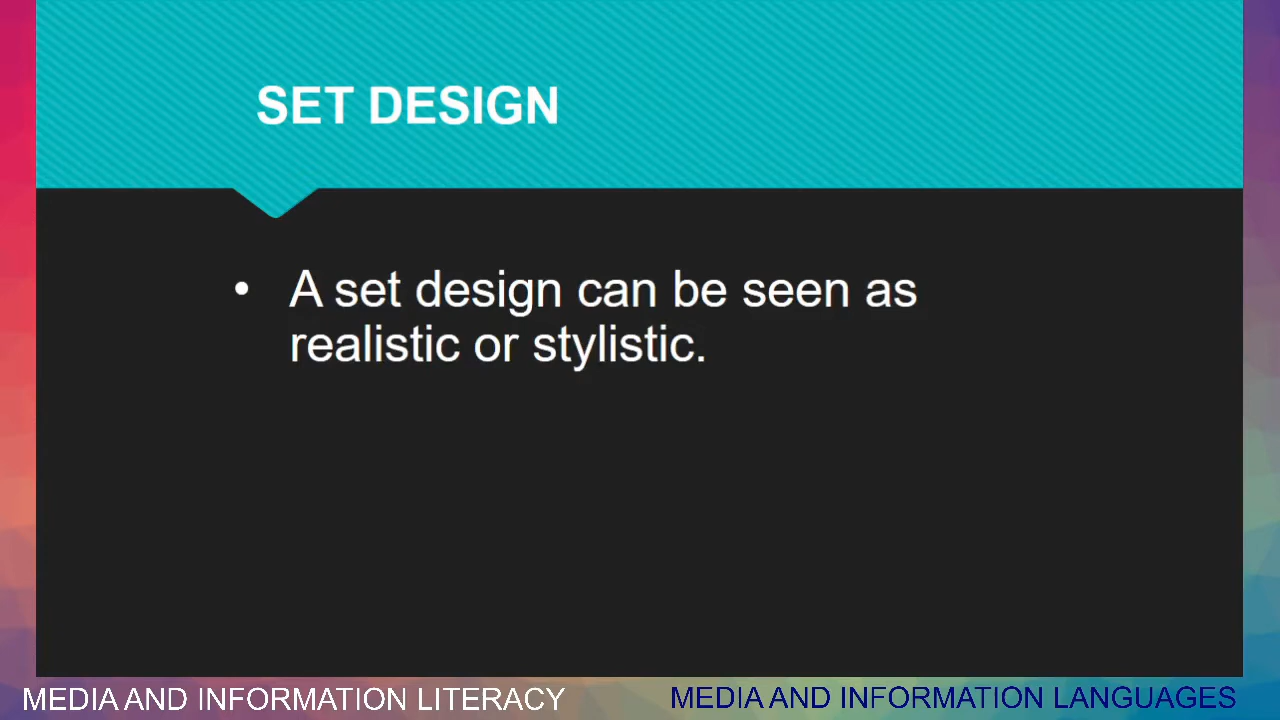 SET DESIGN
• A set design can be seen as
realistic or stylistic.
MEDIA AND INFORMATION LITERACY
MEDIA AND INFORMATION LANGUAGES